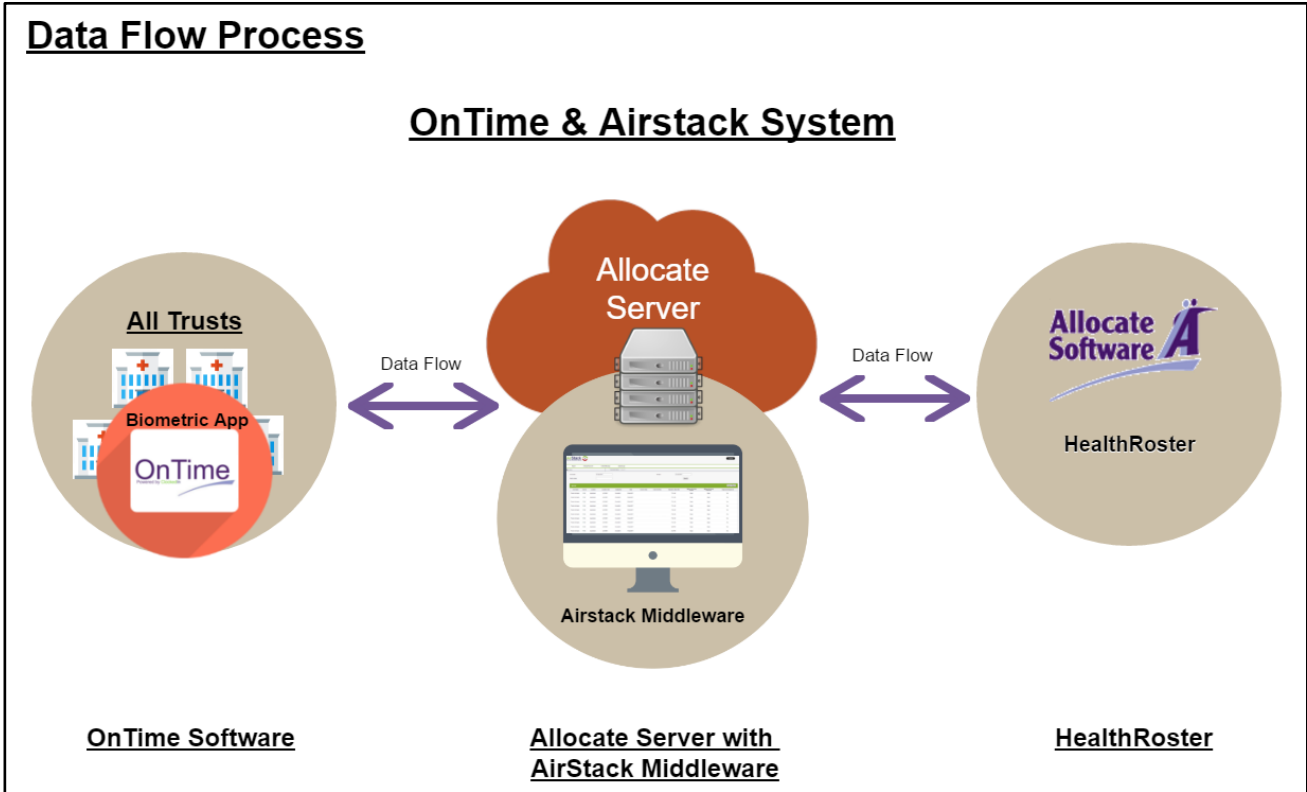 Data Flow Process
OnTime & Airstack System
Allocate
Server
All Trusts
Data Flow
Data Flow
Allocate
Software
Biometric App
OnTime
HealthRoster
Airstack Middleware
OnTime Software
Allocate Server with
AirStack Middleware
HealthRoster